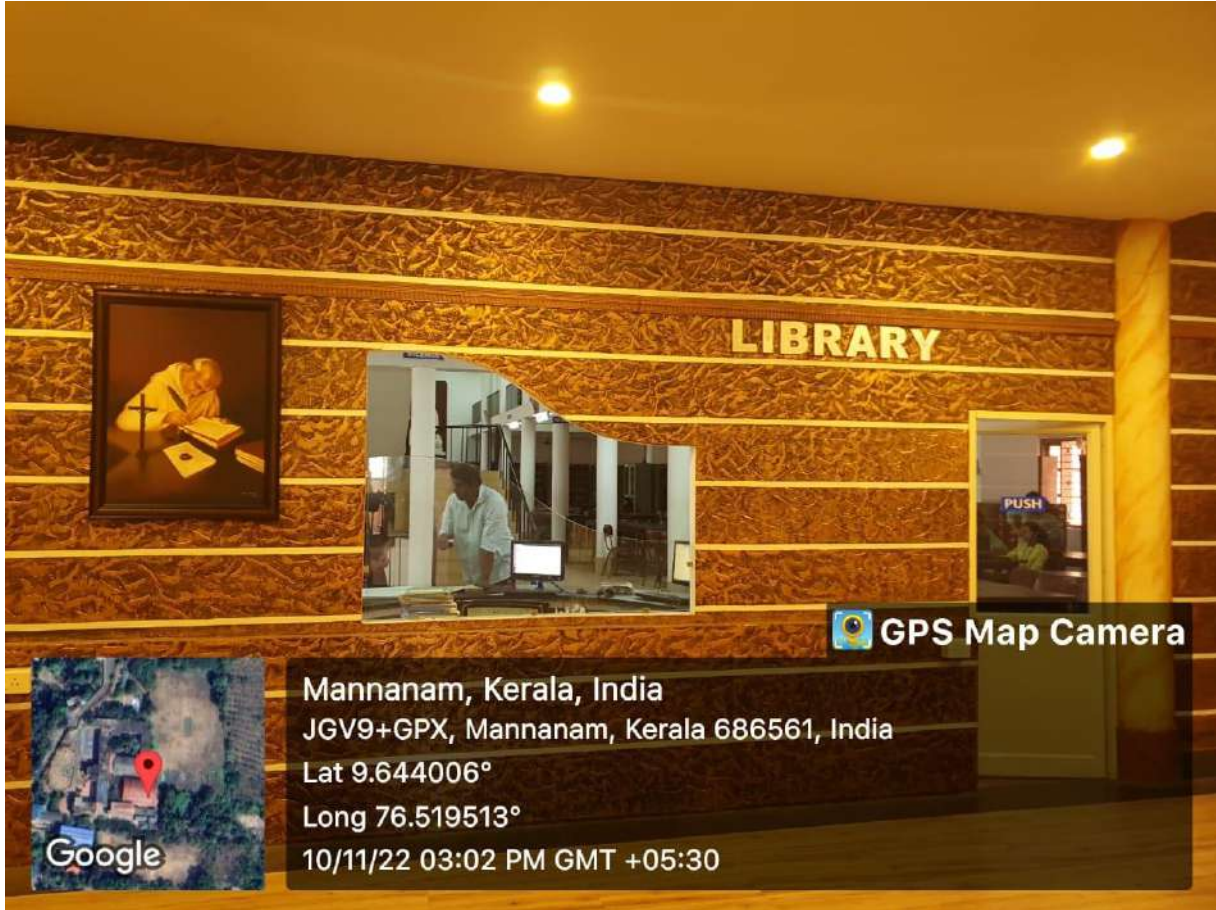 SILENCE
LIBRARY
PUSH
GPS Map Camera
Mannanam, Kerala, India
JGV9+GPX, Mannanam, Kerala 686561, India
Lat 9.644006°
Long 76.519513°
10/11/22 03:02 PM GMT +05:30
Google